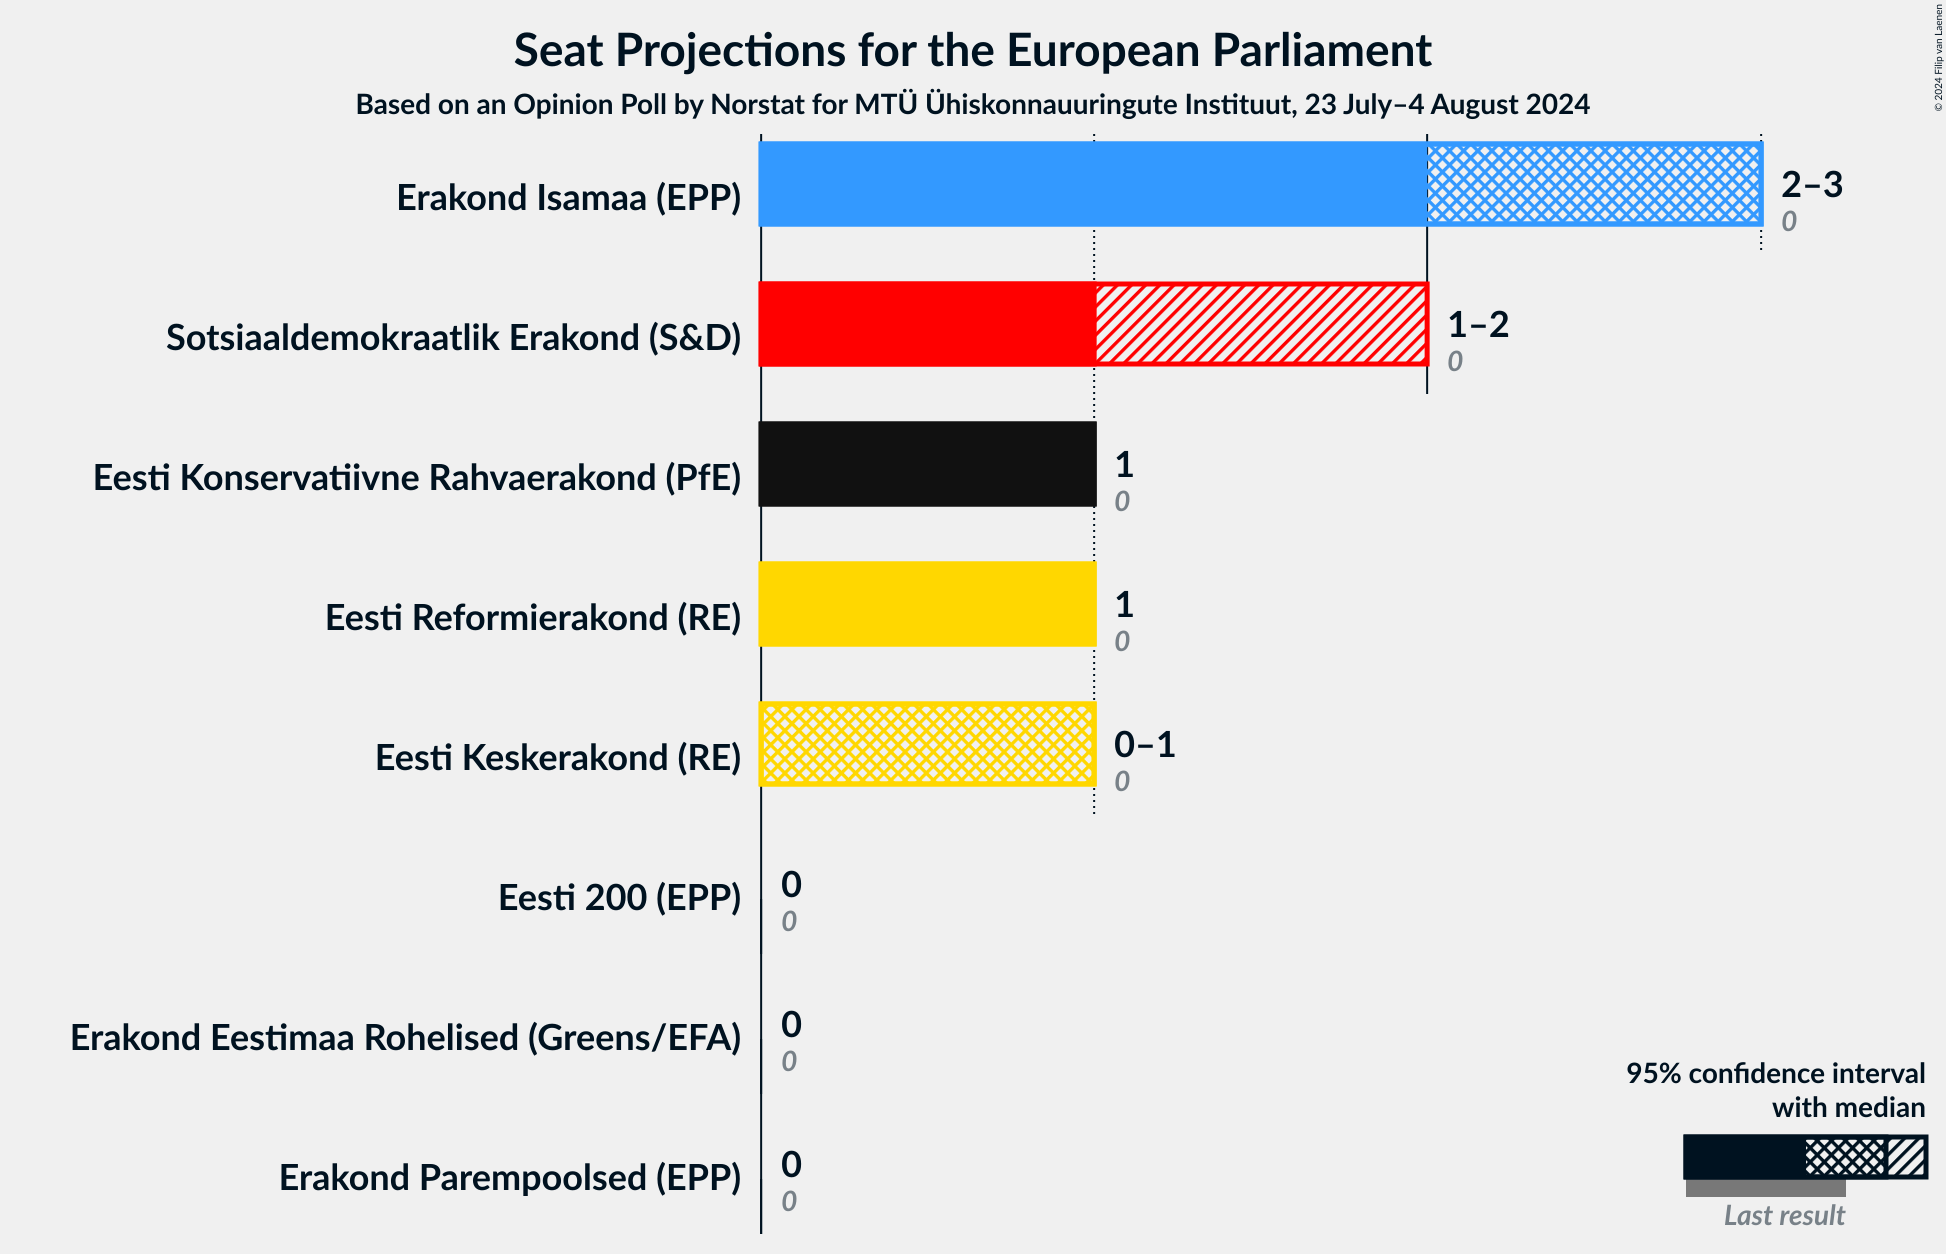 Seat Projections for the European Parliament
Based on an Opinion Poll by Norstat for MTÜ Ühiskonnauuringute Instituut, 23 July–4 August 2024
© 2024 Filip van Laenen
Erakond Isamaa (EPP)
2–3
0
Sotsiaaldemokraatlik Erakond (S&D)
1–2
0
Eesti Konservatiivne Rahvaerakond (PfE)
1
0
Eesti Reformierakond (RE)
1
0
Eesti Keskerakond (RE)
0–1
0
Eesti 200 (EPP)
0
0
Erakond Eestimaa Rohelised (Greens/EFA)
0
0
Erakond Parempoolsed (EPP)
0
0
95% confidence interval
with median
Last result